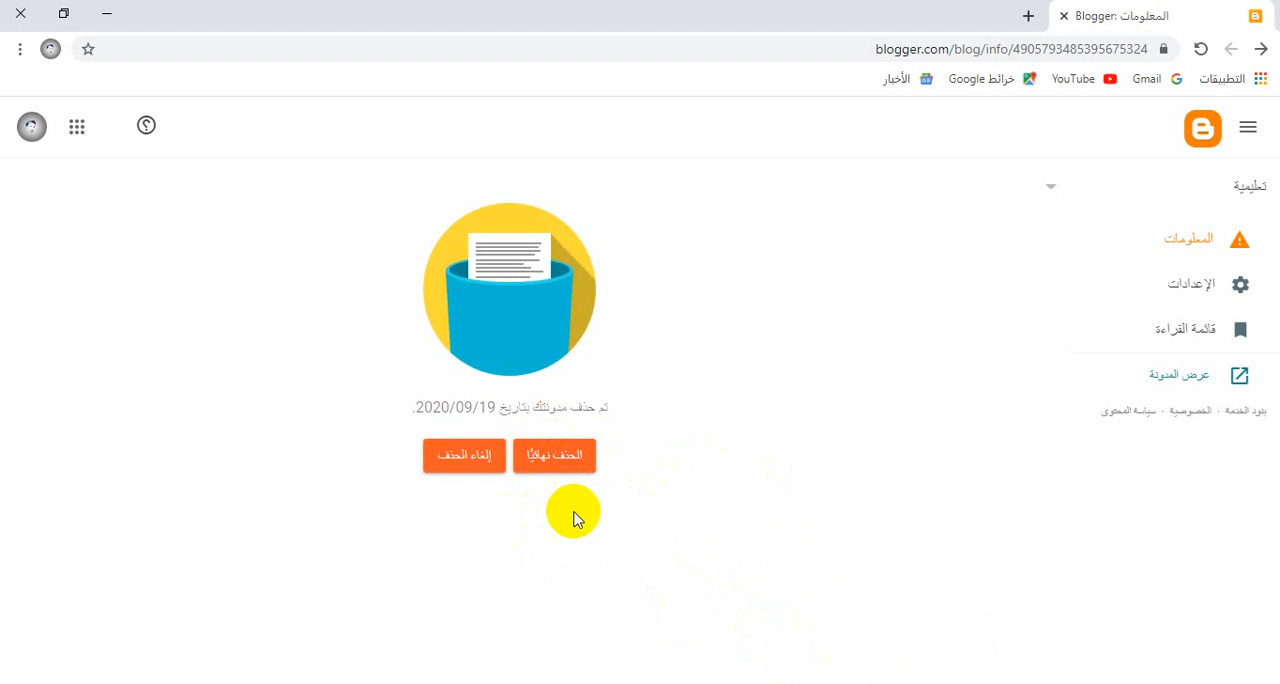 Blogger: المعلومات
blogger.com/blog/info/4905793485395675324
التطبيقات
Gmail
YouTube
خرائط Google
الأخبار
تعليمية
المعلومات
الإعدادات
قائمة القراءة
عرض المدونة
بنود الخدمة · الخصوصية · سياسة المحتوى
تم حذف مدونتك بتاريخ 2020/09/19.
الحذف نهائيًا
إلغاء الحذف